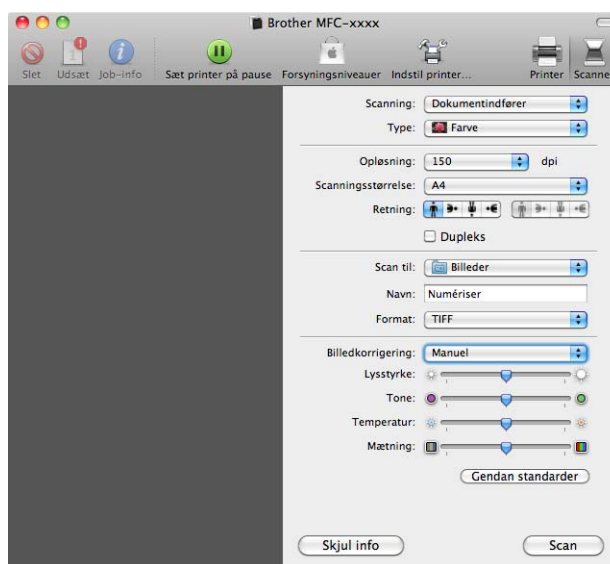 Brother MFC-xxxx
Slet Udsæt Job-info Sæt printer på pause Forsyningsniveauer Indstil printer... Printer Scanne
Scanning: Dokumentindfører
Type: Farve
Opløsning: 150 dpi
Scanningsstørrelse: A4
Retning:
Dupleks
Scan til: Billeder
Navn: Numériser
Format: TIFF
Billedkorrigering: Manuel
Lysstyrke:
Tone:
Temperatur:
Mætning:
Gendan standarder
Skjul info Scan